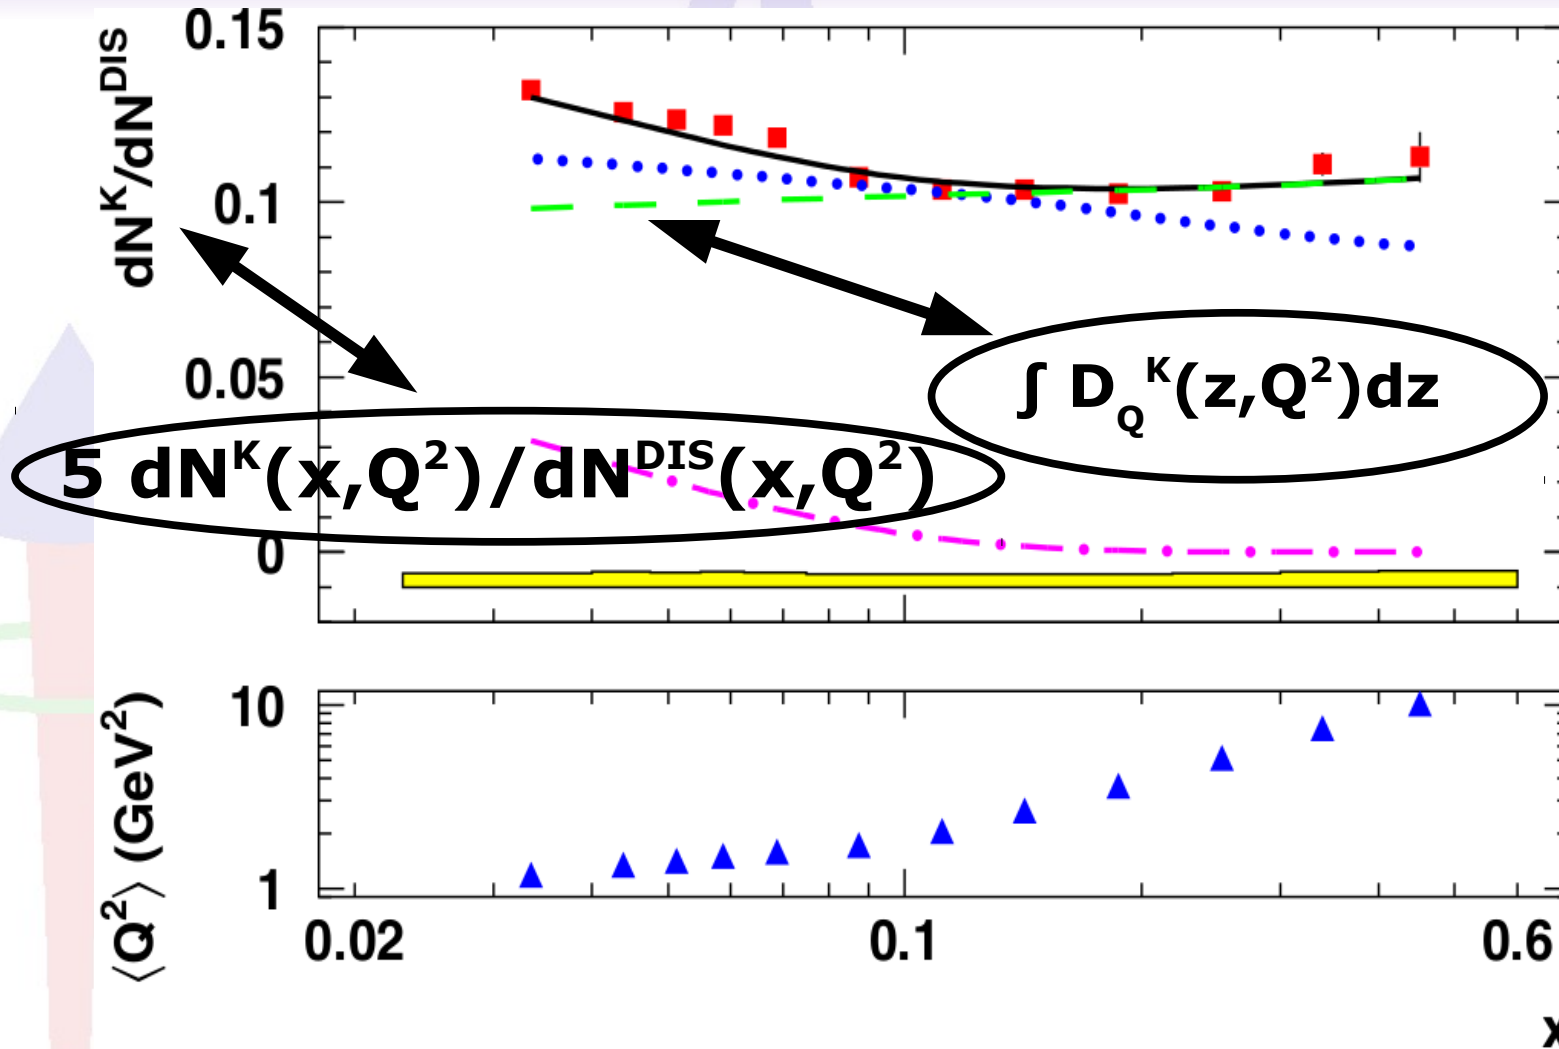 0.15
dN^K/dN^DIS
0.1
0.05
∫ D_Q^K(z,Q²)dz
5 dN^K(x,Q²)/dN^DIS(x,Q²)
0
⟨Q²⟩ (GeV²)
10
1
0.02 0.1 0.6
x